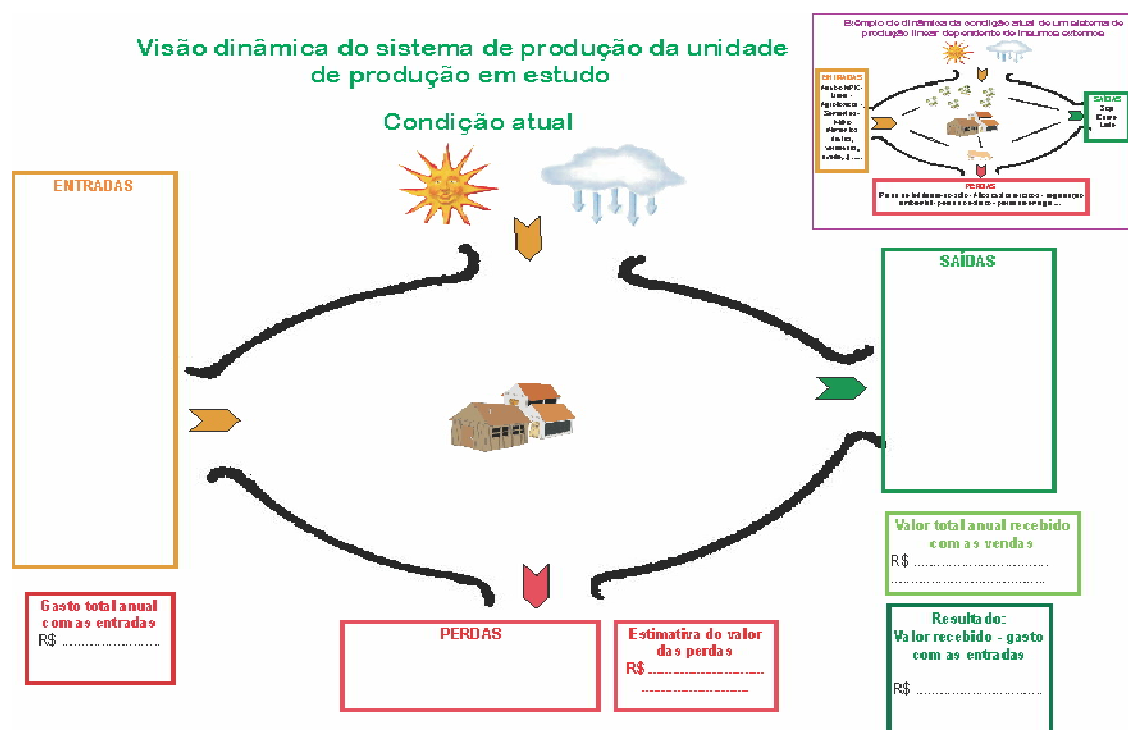 Visão dinâmica do sistema de produção da unidade
de produção em estudo
Condição atual
Exemplo de dinâmica da condição atual de um sistema de
produção linear dependente de insumos externos
ENTRADAS
SAÍDAS
PERDAS
ENTRADAS
SAÍDAS
Valor total anual recebido
com as vendas
R$ ..................................
.......................................
Gasto total anual
com as entradas
R$ .........................
PERDAS
Estimativa do valor
das perdas
R$ .............................
...........................
Resultado:
Valor recebido - gasto
com as entradas
R$ ................................